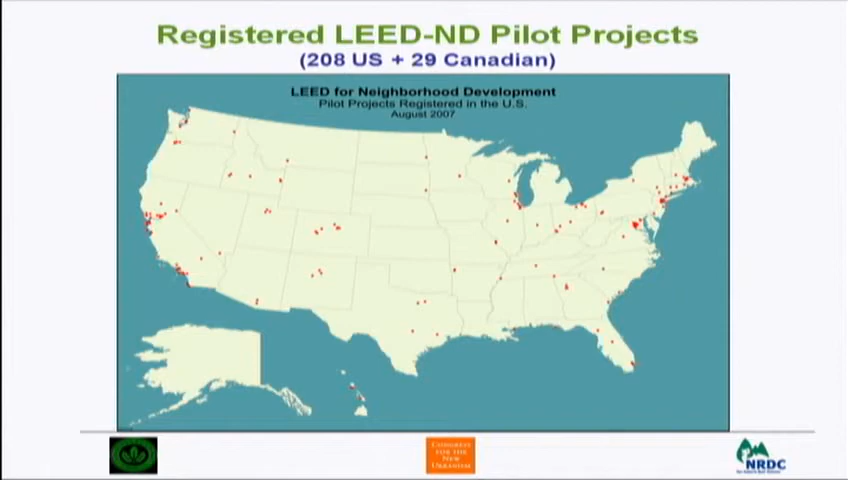 Registered LEED-ND Pilot Projects
(208 US + 29 Canadian)
LEED for Neighborhood Development
Pilot Projects Registered in the U.S.
August 2007
CONGRESS
FOR THE
NEW
URBANISM
NRDC